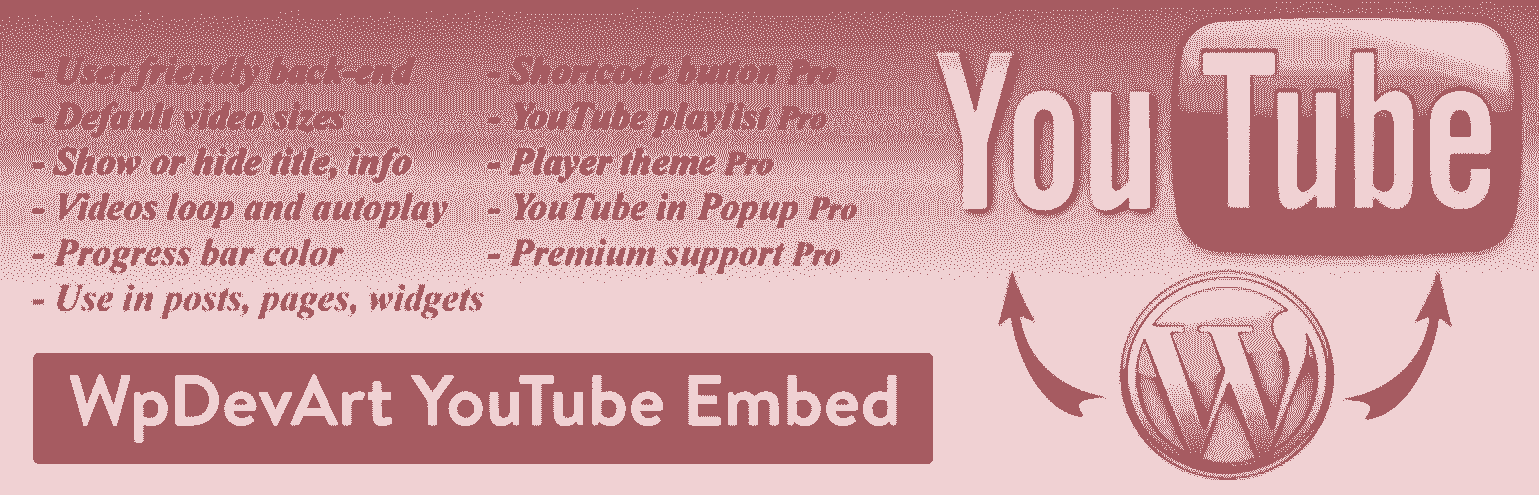 - User friendly back-end
- Default video sizes
- Show or hide title, info
- Videos loop and autoplay
- Progress bar color
- Use in posts, pages, widgets
- Shortcode button Pro
- YouTube playlist Pro
- Player theme Pro
- YouTube in Popup Pro
- Premium support Pro
YouTube
W
WpDevArt YouTube Embed